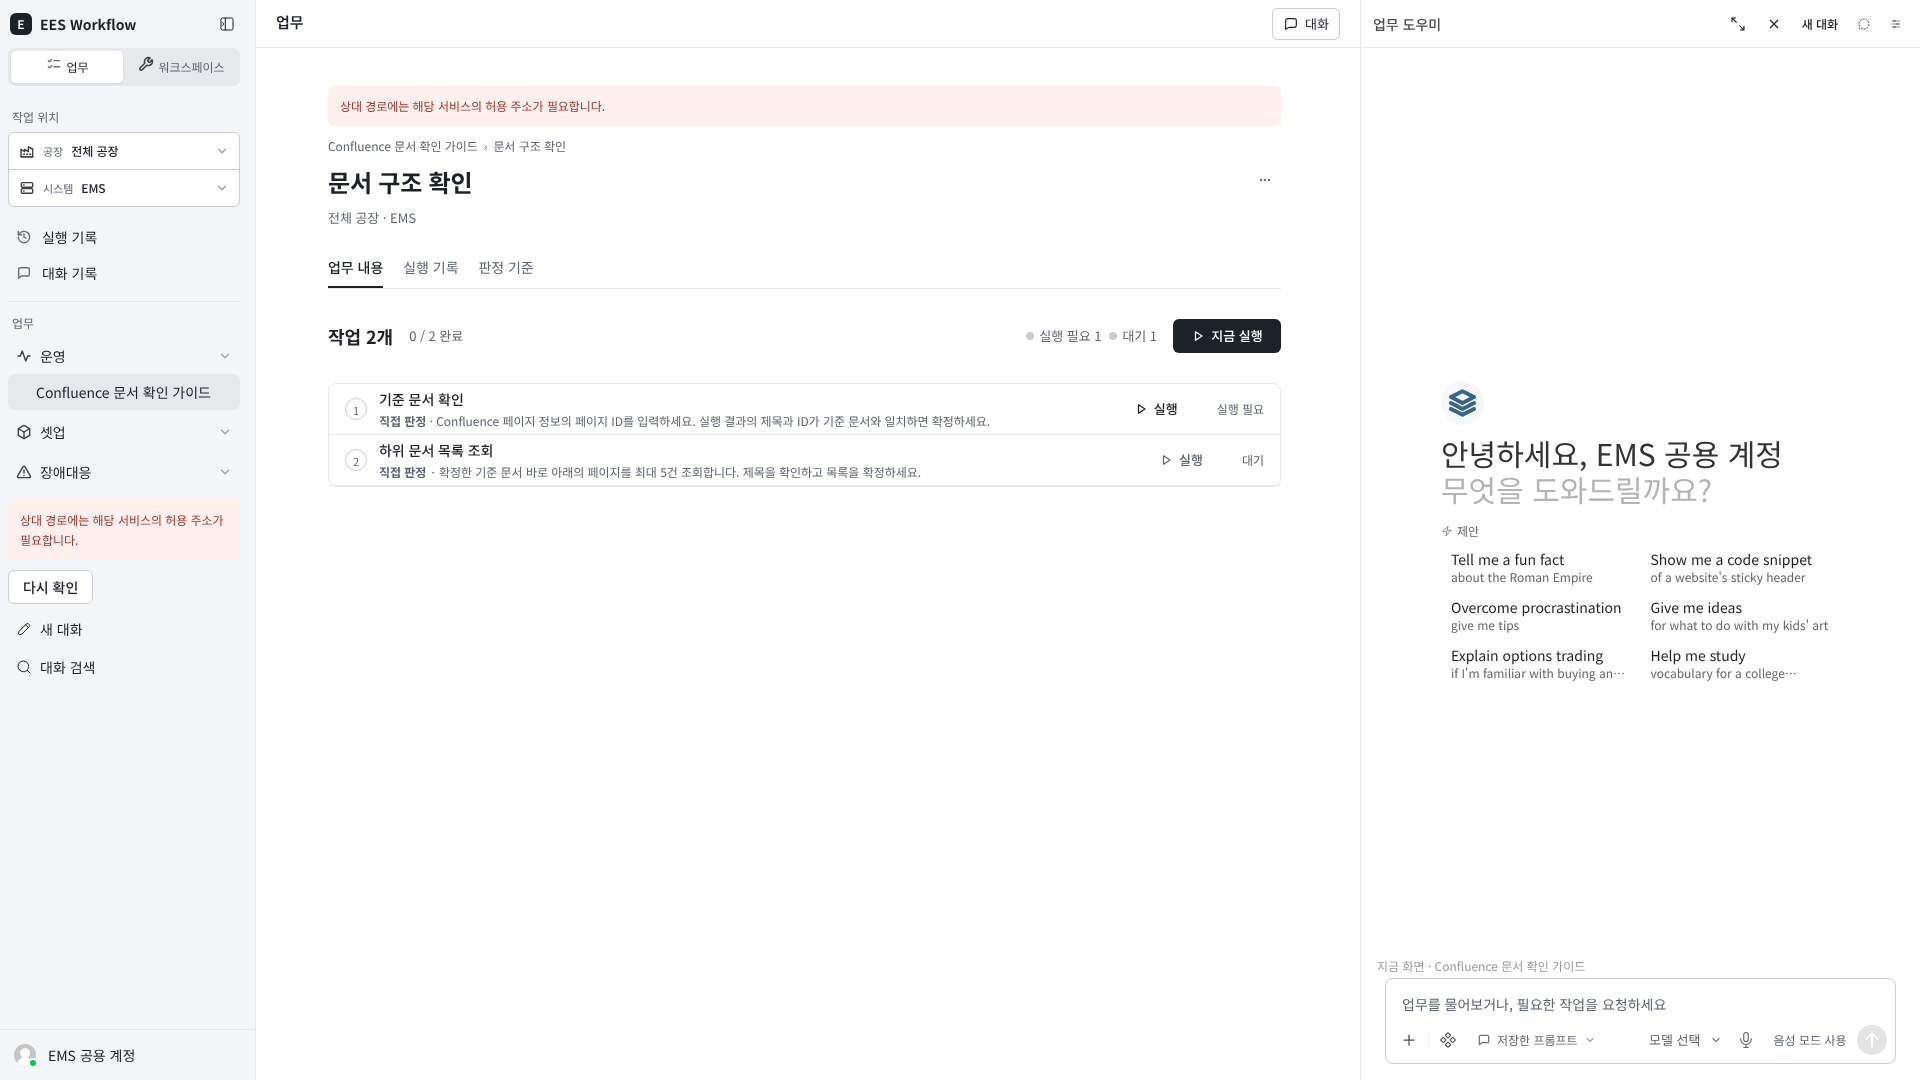 E EES Workflow
업무
워크스페이스
작업 위치
공장 전체 공장
시스템 EMS
실행 기록
대화 기록
업무
운영
Confluence 문서 확인 가이드
셋업
장애대응
상대 경로에는 해당 서비스의 허용 주소가
필요합니다.
다시 확인
새 대화
대화 검색
EMS 공용 계정
업무
대화
상대 경로에는 해당 서비스의 허용 주소가 필요합니다.
Confluence 문서 확인 가이드 › 문서 구조 확인
문서 구조 확인
전체 공장 · EMS
업무 내용 실행 기록 판정 기준
작업 2개 0 / 2 완료 실행 필요 1 대기 1 지금 실행
1 기준 문서 확인
직접 판정 · Confluence 페이지 정보의 페이지 ID를 입력하세요. 실행 결과의 제목과 ID가 기준 문서와 일치하면 확정하세요.
실행 실행 필요
2 하위 문서 목록 조회
직접 판정 · 확정한 기준 문서 바로 아래의 페이지를 최대 5건 조회합니다. 제목을 확인하고 목록을 확정하세요.
실행 대기
업무 도우미
새 대화
안녕하세요, EMS 공용 계정
무엇을 도와드릴까요?
제안
Tell me a fun fact
about the Roman Empire
Show me a code snippet
of a website's sticky header
Overcome procrastination
give me tips
Give me ideas
for what to do with my kids' art
Explain options trading
if I'm familiar with buying an…
Help me study
vocabulary for a college…
지금 화면 · Confluence 문서 확인 가이드
업무를 물어보거나, 필요한 작업을 요청하세요
저장한 프롬프트 모델 선택 음성 모드 사용